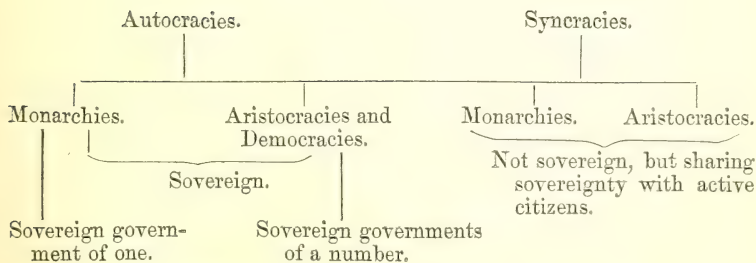 Autocracies. Syncracies.
Monarchies. Aristocracies and Monarchies. Aristocracies.
Democracies.
Not sovereign, but sharing
Sovereign. sovereignty with active
citizens.
Sovereign govern- Sovereign governments
ment of one. of a number.